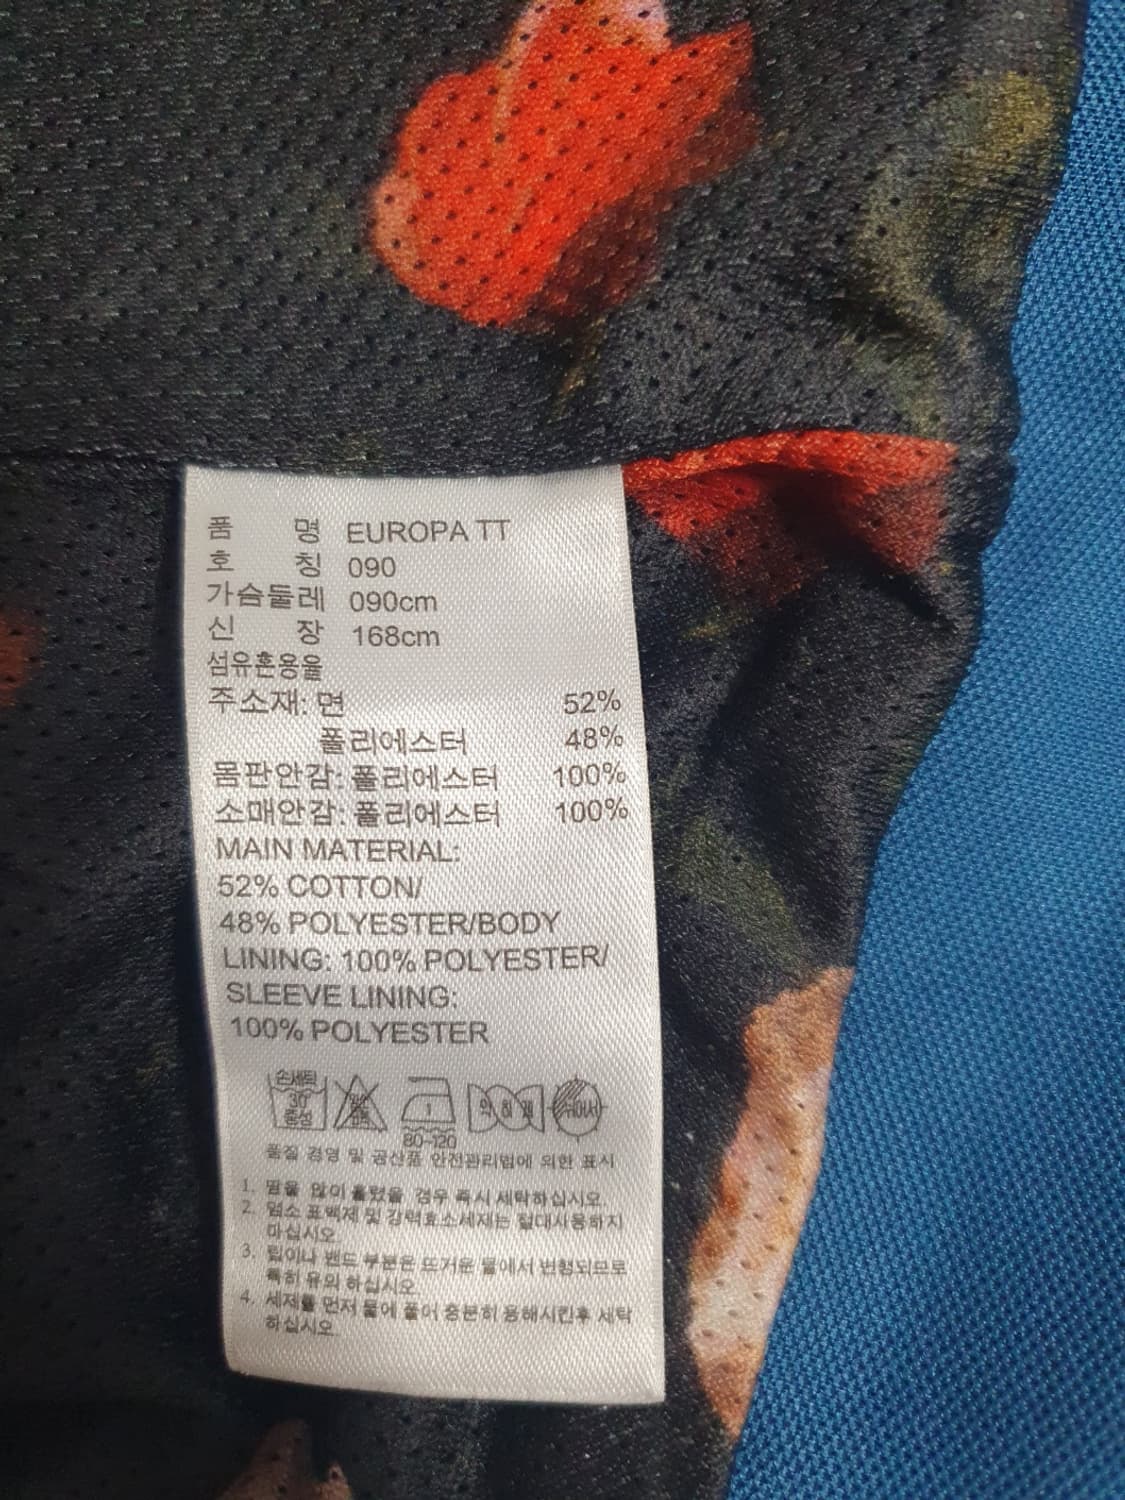 품 명 EUROPA TT
호 칭 090
가슴둘레 090cm
신 장 168cm
섬유혼용율
주소재: 면 52%
폴리에스터 48%
몸판안감: 폴리에스터 100%
소매안감: 폴리에스터 100%
MAIN MATERIAL:
52% COTTON/
48% POLYESTER/BODY
LINING: 100% POLYESTER/
SLEEVE LINING:
100% POLYESTER
손세탁
30
중성
80~120
품질 경영 및 공산품 안전관리법에 의한 표시
1. 땀을 많이 흘렸을 경우 즉시 세탁하십시오.
2. 염소 표백제 및 강력효소세제는 절대사용하지
마십시오.
3. 립이나 밴드 부분은 뜨거운 물에서 변형되므로
특히 유의 하십시오.
4. 세제를 먼저 물에 풀어 충분히 용해시킨후 세탁
하십시오.